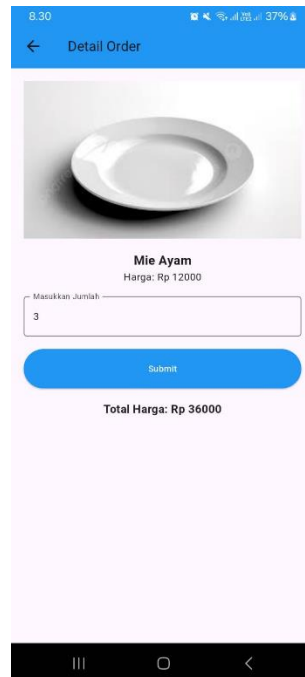 8.30
37%
Detail Order
Mie Ayam
Harga: Rp 12000
Masukkan Jumlah
3
Submit
Total Harga: Rp 36000